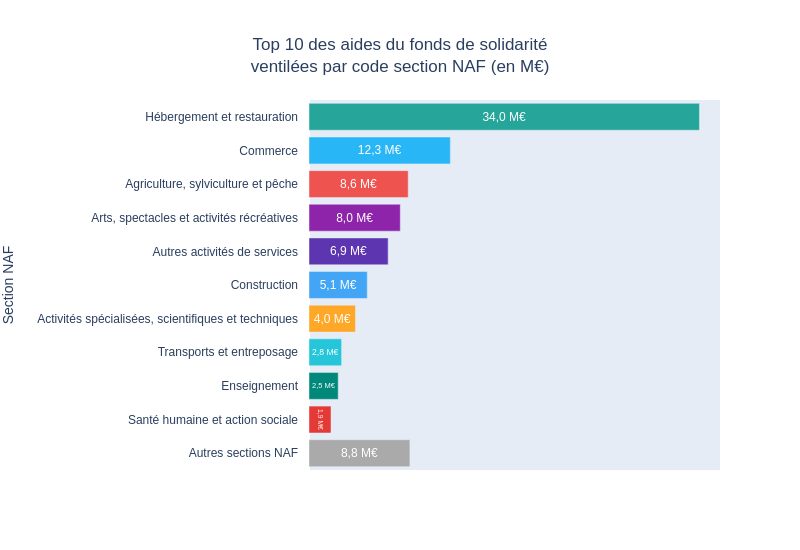 Top 10 des aides du fonds de solidarité
ventilées par code section NAF (en M€)
Section NAF
Hébergement et restauration 34,0 M€
Commerce 12,3 M€
Agriculture, sylviculture et pêche 8,6 M€
Arts, spectacles et activités récréatives 8,0 M€
Autres activités de services 6,9 M€
Construction 5,1 M€
Activités spécialisées, scientifiques et techniques 4,0 M€
Transports et entreposage 2,8 M€
Enseignement 2,5 M€
Santé humaine et action sociale 1,9 M€
Autres sections NAF 8,8 M€